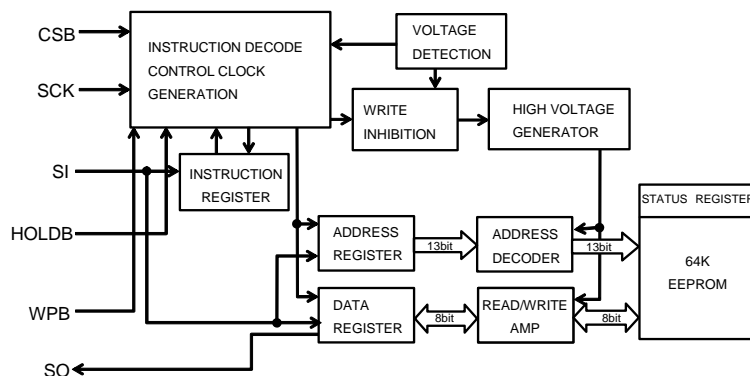 CSB
SCK
SI
HOLDB
WPB
SO
INSTRUCTION DECODE
CONTROL CLOCK
GENERATION
VOLTAGE
DETECTION
WRITE
INHIBITION
HIGH VOLTAGE
GENERATOR
INSTRUCTION
REGISTER
ADDRESS
REGISTER
13bit
ADDRESS
DECODER
13bit
STATUS REGISTER
64K
EEPROM
DATA
REGISTER
8bit
READ/WRITE
AMP
8bit